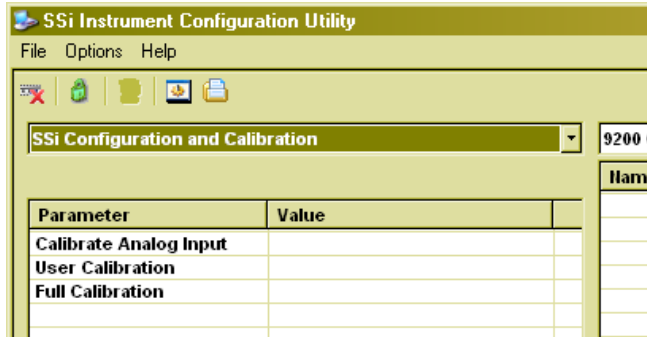 SSi Instrument Configuration Utility
File Options Help
SSi Configuration and Calibration
9200
Nam
Parameter Value
Calibrate Analog Input
User Calibration
Full Calibration